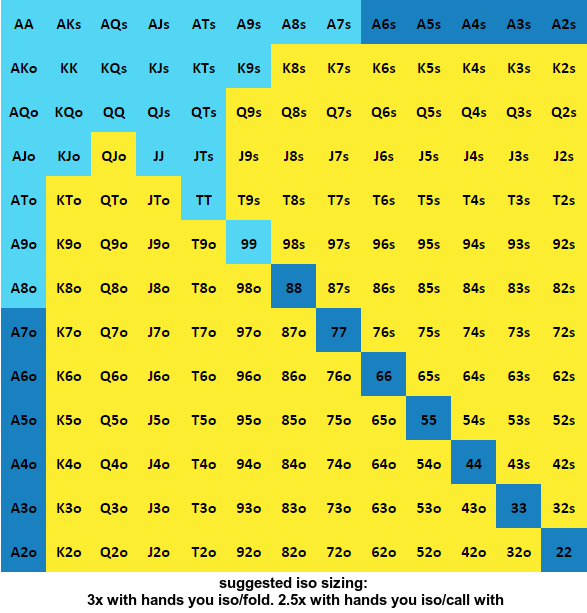 AA AKs AQs AJs ATs A9s A8s A7s A6s A5s A4s A3s A2s
AKo KK KQs KJs KTs K9s K8s K7s K6s K5s K4s K3s K2s
AQo KQo QQ QJs QTs Q9s Q8s Q7s Q6s Q5s Q4s Q3s Q2s
AJo KJo QJo JJ JTs J9s J8s J7s J6s J5s J4s J3s J2s
ATo KTo QTo JTo TT T9s T8s T7s T6s T5s T4s T3s T2s
A9o K9o Q9o J9o T9o 99 98s 97s 96s 95s 94s 93s 92s
A8o K8o Q8o J8o T8o 98o 88 87s 86s 85s 84s 83s 82s
A7o K7o Q7o J7o T7o 97o 87o 77 76s 75s 74s 73s 72s
A6o K6o Q6o J6o T6o 96o 86o 76o 66 65s 64s 63s 62s
A5o K5o Q5o J5o T5o 95o 85o 75o 65o 55 54s 53s 52s
A4o K4o Q4o J4o T4o 94o 84o 74o 64o 54o 44 43s 42s
A3o K3o Q3o J3o T3o 93o 83o 73o 63o 53o 43o 33 32s
A2o K2o Q2o J2o T2o 92o 82o 72o 62o 52o 42o 32o 22
suggested iso sizing:
3x with hands you iso/fold. 2.5x with hands you iso/call with